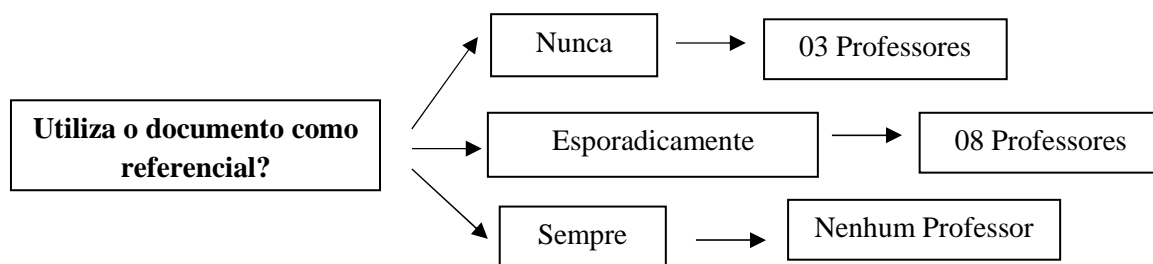 Nunca
03 Professores
Utiliza o documento como
referencial?
Esporadicamente
08 Professores
Sempre
Nenhum Professor